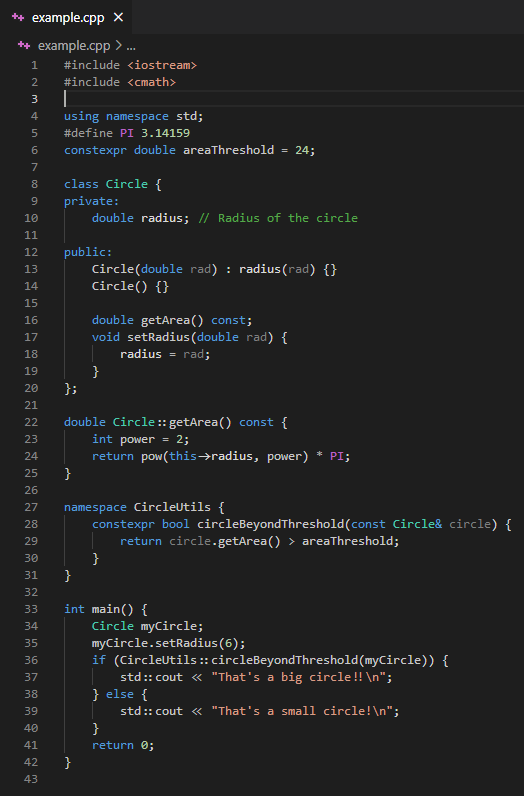 example.cpp ×
example.cpp > ...
1 #include <iostream>
2 #include <cmath>
3
4 using namespace std;
5 #define PI 3.14159
6 constexpr double areaThreshold = 24;
7
8 class Circle {
9 private:
10     double radius; // Radius of the circle
11
12 public:
13     Circle(double rad) : radius(rad) {}
14     Circle() {}
15
16     double getArea() const;
17     void setRadius(double rad) {
18         radius = rad;
19     }
20 };
21
22 double Circle::getArea() const {
23     int power = 2;
24     return pow(this->radius, power) * PI;
25 }
26
27 namespace CircleUtils {
28     constexpr bool circleBeyondThreshold(const Circle& circle) {
29         return circle.getArea() > areaThreshold;
30     }
31 }
32
33 int main() {
34     Circle myCircle;
35     myCircle.setRadius(6);
36     if (CircleUtils::circleBeyondThreshold(myCircle)) {
37         std::cout << "That's a big circle!!\n";
38     } else {
39         std::cout << "That's a small circle!\n";
40     }
41     return 0;
42 }
43